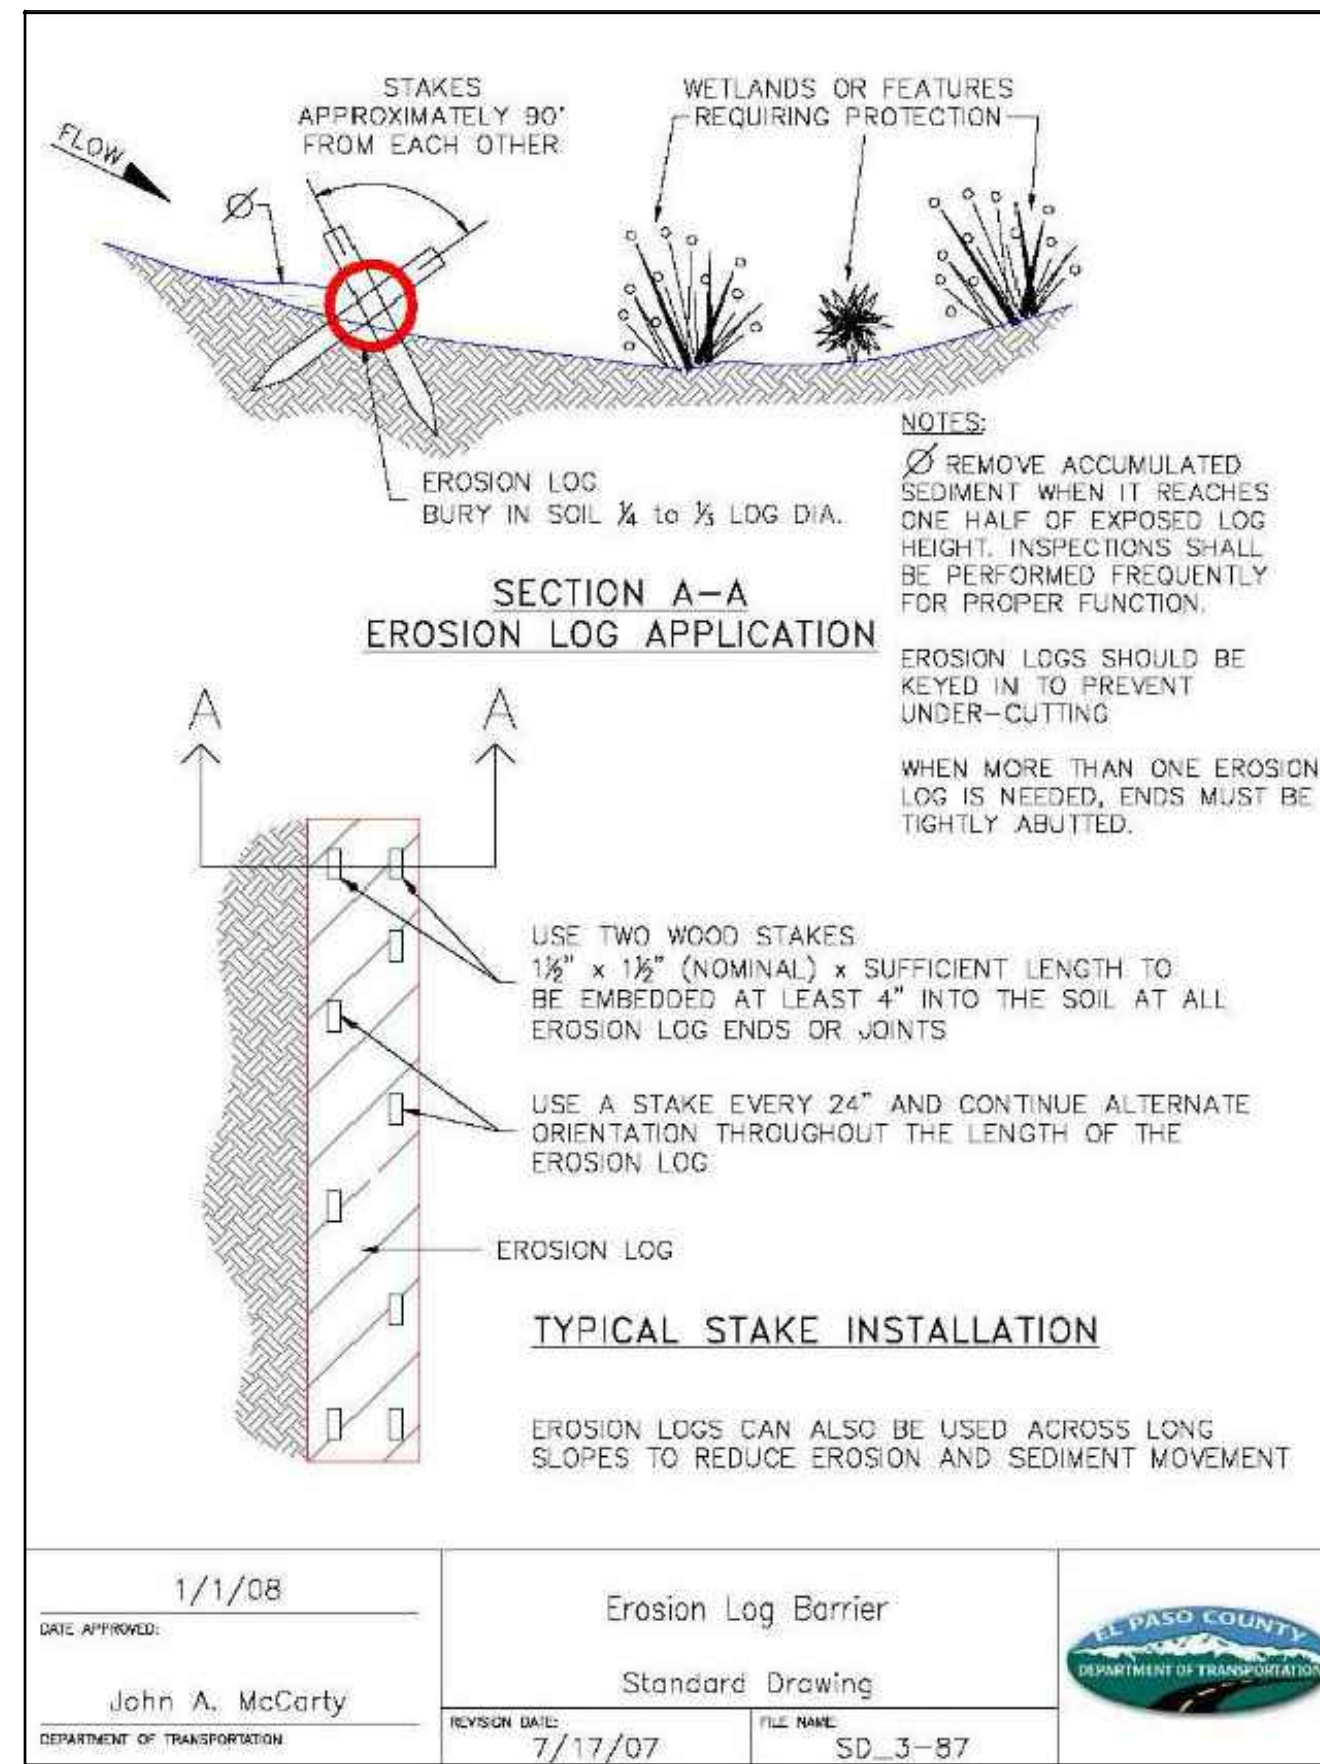 STAKES
APPROXIMATELY 90°
FROM EACH OTHER
WETLANDS OR FEATURES
REQUIRING PROTECTION
FLOW
Ø
EROSION LOG
BURY IN SOIL ¼ to ⅓ LOG DIA.
NOTES:
Ø REMOVE ACCUMULATED
SEDIMENT WHEN IT REACHES
ONE HALF OF EXPOSED LOG
HEIGHT. INSPECTIONS SHALL
BE PERFORMED FREQUENTLY
FOR PROPER FUNCTION.
EROSION LOGS SHOULD BE
KEYED IN TO PREVENT
UNDER-CUTTING
WHEN MORE THAN ONE EROSION
LOG IS NEEDED, ENDS MUST BE
TIGHTLY ABUTTED.
SECTION A-A
EROSION LOG APPLICATION
A A
USE TWO WOOD STAKES
1½" x 1½" (NOMINAL) x SUFFICIENT LENGTH TO
BE EMBEDDED AT LEAST 4" INTO THE SOIL AT ALL
EROSION LOG ENDS OR JOINTS
USE A STAKE EVERY 24" AND CONTINUE ALTERNATE
ORIENTATION THROUGHOUT THE LENGTH OF THE
EROSION LOG
EROSION LOG
TYPICAL STAKE INSTALLATION
EROSION LOGS CAN ALSO BE USED ACROSS LONG
SLOPES TO REDUCE EROSION AND SEDIMENT MOVEMENT
1/1/08
DATE APPROVED:
John A. McCarty
DEPARTMENT OF TRANSPORTATION
Erosion Log Barrier
Standard Drawing
REVISION DATE:
7/17/07
FILE NAME:
SD_3-87
EL PASO COUNTY
DEPARTMENT OF TRANSPORTATION